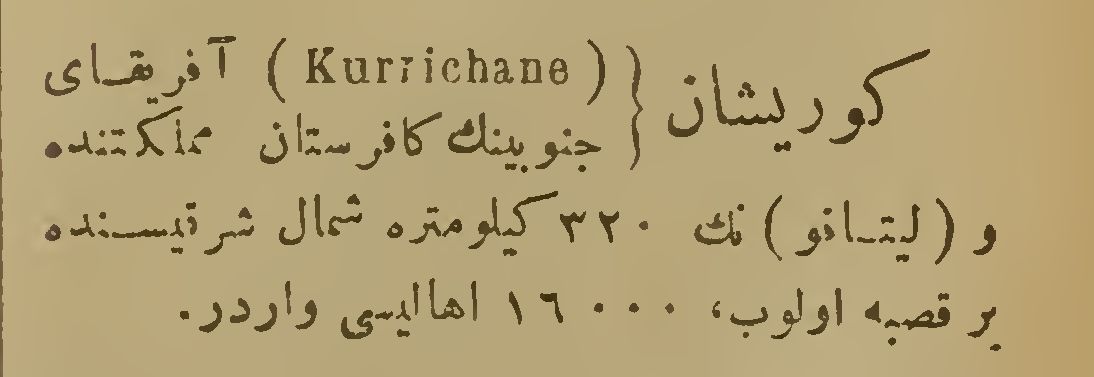 كوريشان { (Kurrichane) آفريقاى
جنوبينك كافرستان مملكتنده
و (ليتاقو) نك ٣٢٠ كيلومتره شمال شرقيسنده
بر قصبه اولوب، ١٦٠٠٠ اهاليسى واردر.